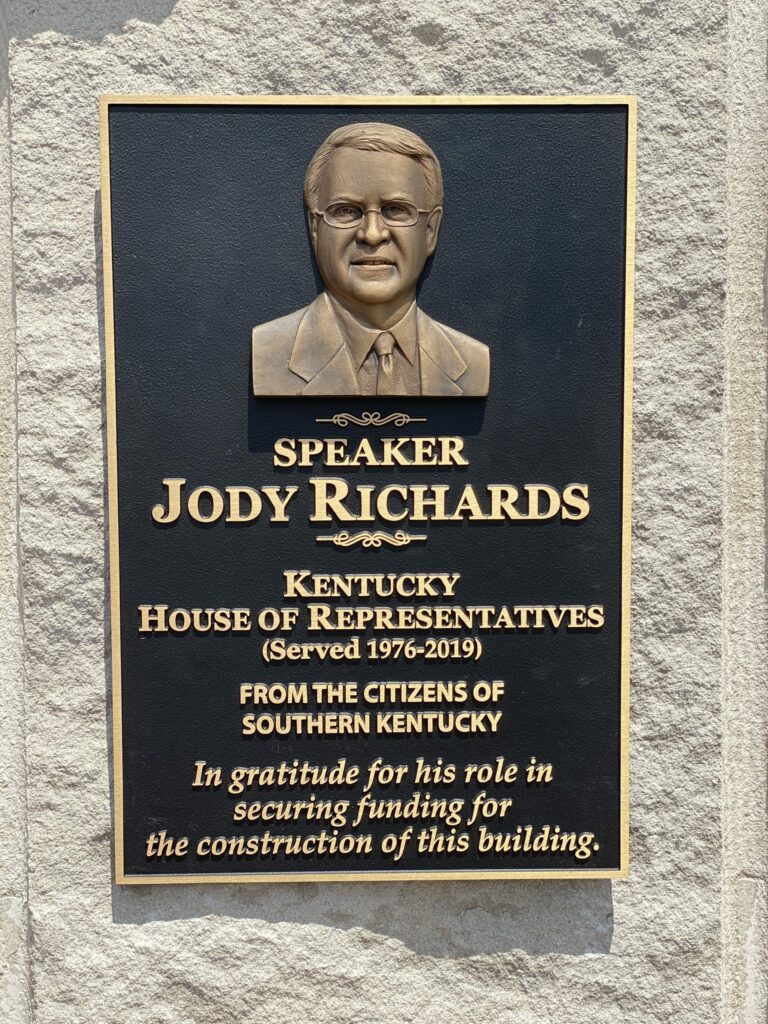 SPEAKER
JODY RICHARDS
KENTUCKY
HOUSE OF REPRESENTATIVES
(Served 1976-2019)
FROM THE CITIZENS OF
SOUTHERN KENTUCKY
In gratitude for his role in
securing funding for
the construction of this building.